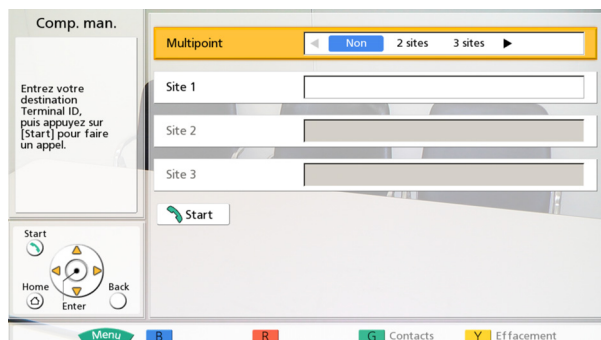 Comp. man.
Entrez votre
destination
Terminal ID,
puis appuyez sur
[Start] pour faire
un appel.
Multipoint Non 2 sites 3 sites
Site 1
Site 2
Site 3
Start
Start
Home Back
Enter
Menu B R G Contacts Y Effacement